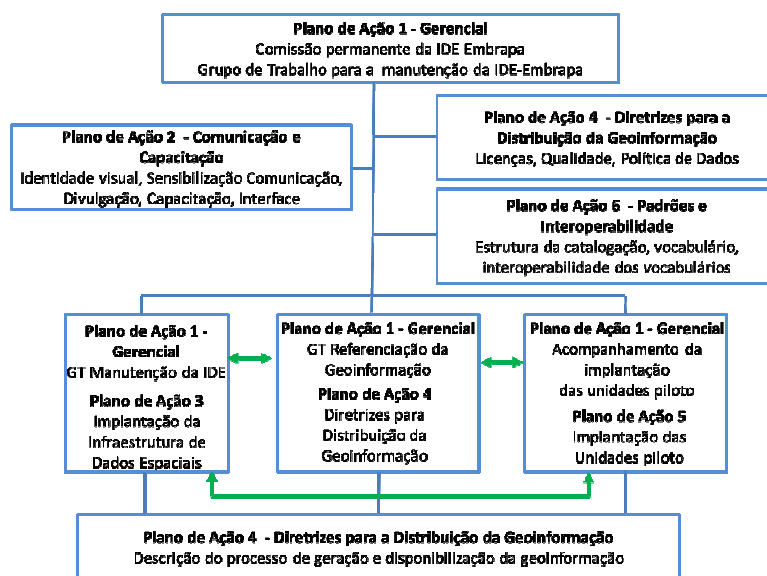 Plano de Ação 1 - Gerencial
Comissão permanente da IDE Embrapa
Grupo de Trabalho para a manutenção da IDE-Embrapa
Plano de Ação 2 - Comunicação e
Capacitação
Identidade visual, Sensibilização Comunicação,
Divulgação, Capacitação, Interface
Plano de Ação 4 - Diretrizes para a
Distribuição da Geoinformação
Licenças, Qualidade, Política de Dados
Plano de Ação 6 - Padrões e
Interoperabilidade
Estrutura da catalogação, vocabulário,
interoperabilidade dos vocabulários
Plano de Ação 1 -
Gerencial
GT Manutenção da IDE
Plano de Ação 3
Implantação da
Infraestrutura de
Dados Espaciais
Plano de Ação 1 - Gerencial
GT Referenciação da
Geoinformação
Plano de Ação 4
Diretrizes para
Distribuição da
Geoinformação
Plano de Ação 1 - Gerencial
Acompanhamento da
implantação
das unidades piloto
Plano de Ação 5
Implantação das
Unidades piloto
Plano de Ação 4 - Diretrizes para a Distribuição da Geoinformação
Descrição do processo de geração e disponibilização da geoinformação